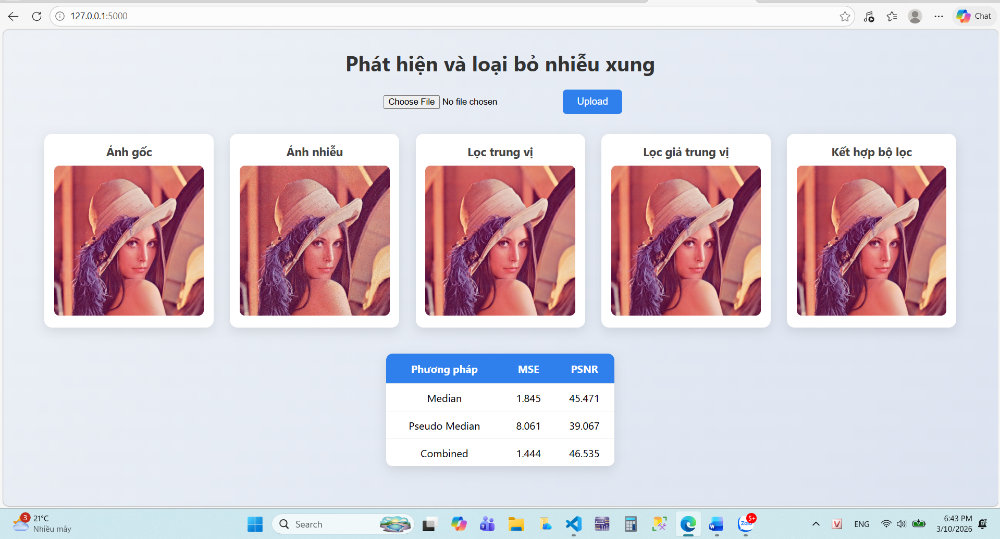 127.0.0.1:5000
Chat
Phát hiện và loại bỏ nhiễu xung
Choose File No file chosen
Upload
Ảnh gốc
Ảnh nhiễu
Lọc trung vị
Lọc giả trung vị
Kết hợp bộ lọc
Phương pháp MSE PSNR
Median 1.845 45.471
Pseudo Median 8.061 39.067
Combined 1.444 46.535
3
21°C
Nhiều mây
Search
T
W
Zalo
5+
V
ENG
6:43 PM
3/10/2026